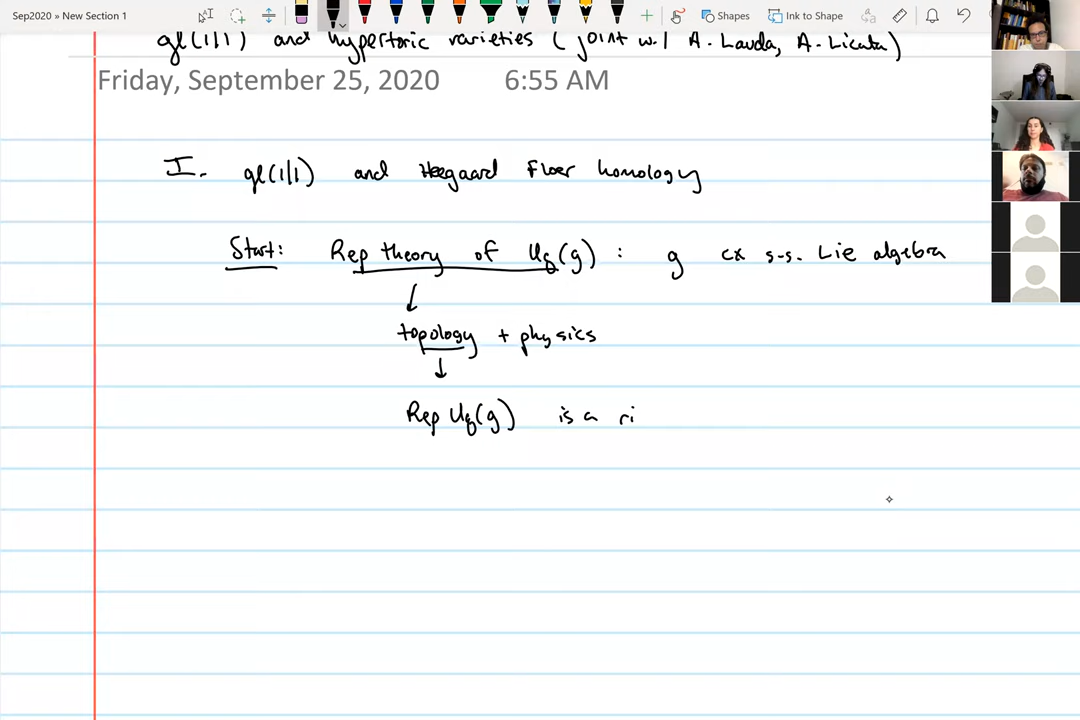 Sep2020 » New Section 1
Shapes
Ink to Shape
gl(1|1) and hypertoric varieties (joint w/ A. Lauda, A. Licata)
Friday, September 25, 2020 6:55 AM
I. gl(1|1) and Heegaard Floer homology
Start: Rep theory of Uq(g) : g cx s.s. Lie algebra
↓
topology + physics
↓
Rep Uq(g) is a ri